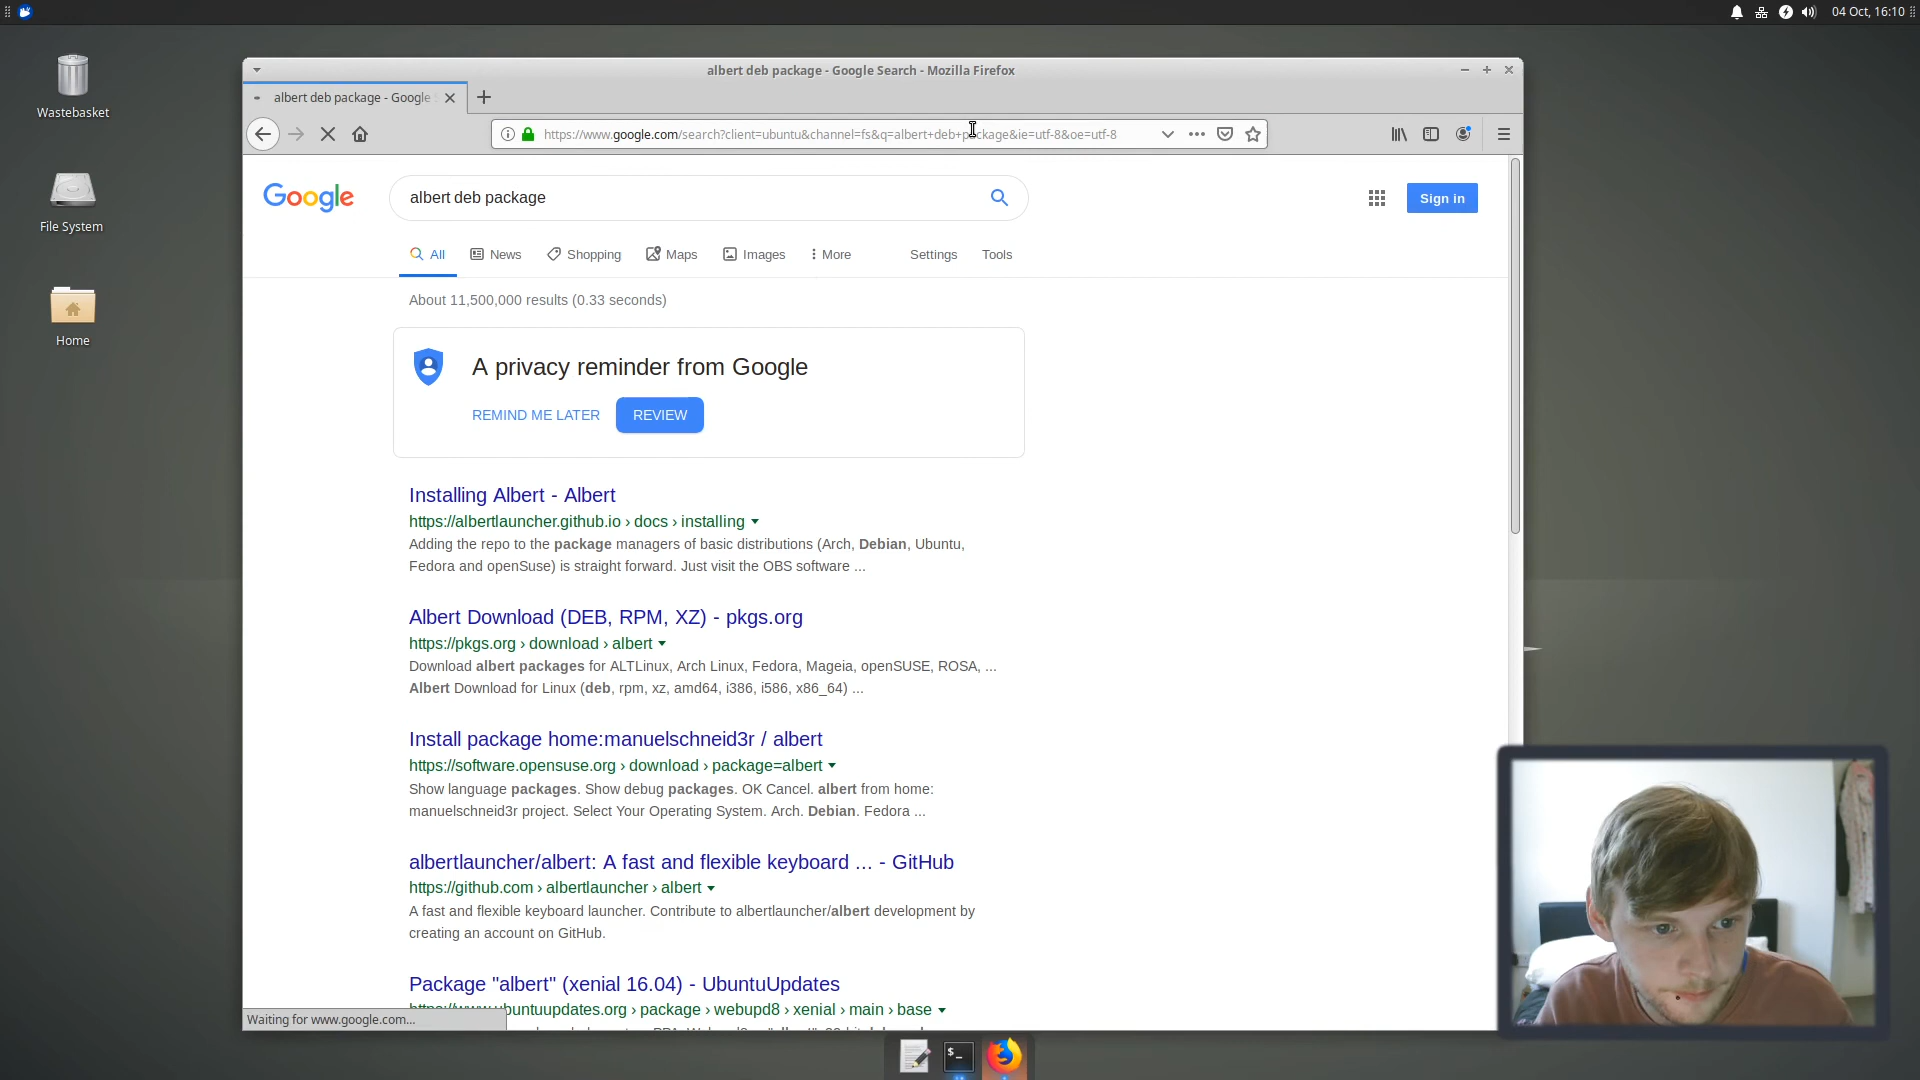 04 Oct, 16:10
Wastebasket
File System
Home
albert deb package - Google Search - Mozilla Firefox
albert deb package - Google
https://www.google.com/search?client=ubuntu&channel=fs&q=albert+deb+package&ie=utf-8&oe=utf-8
Google
albert deb package
Sign in
All
News
Shopping
Maps
Images
More
Settings
Tools
About 11,500,000 results (0.33 seconds)
A privacy reminder from Google
REMIND ME LATER
REVIEW
Installing Albert - Albert
https://albertlauncher.github.io › docs › installing
Adding the repo to the package managers of basic distributions (Arch, Debian, Ubuntu,
Fedora and openSuse) is straight forward. Just visit the OBS software ...
Albert Download (DEB, RPM, XZ) - pkgs.org
https://pkgs.org › download › albert
Download albert packages for ALTLinux, Arch Linux, Fedora, Mageia, openSUSE, ROSA, ...
Albert Download for Linux (deb, rpm, xz, amd64, i386, i586, x86_64) ...
Install package home:manuelschneid3r / albert
https://software.opensuse.org › download › package=albert
Show language packages. Show debug packages. OK Cancel. albert from home:
manuelschneid3r project. Select Your Operating System. Arch. Debian. Fedora ...
albertlauncher/albert: A fast and flexible keyboard ... - GitHub
https://github.com › albertlauncher › albert
A fast and flexible keyboard launcher. Contribute to albertlauncher/albert development by
creating an account on GitHub.
Package "albert" (xenial 16.04) - UbuntuUpdates
https://www.ubuntuupdates.org › package › webupd8 › xenial › main › base
Waiting for www.google.com...
$_